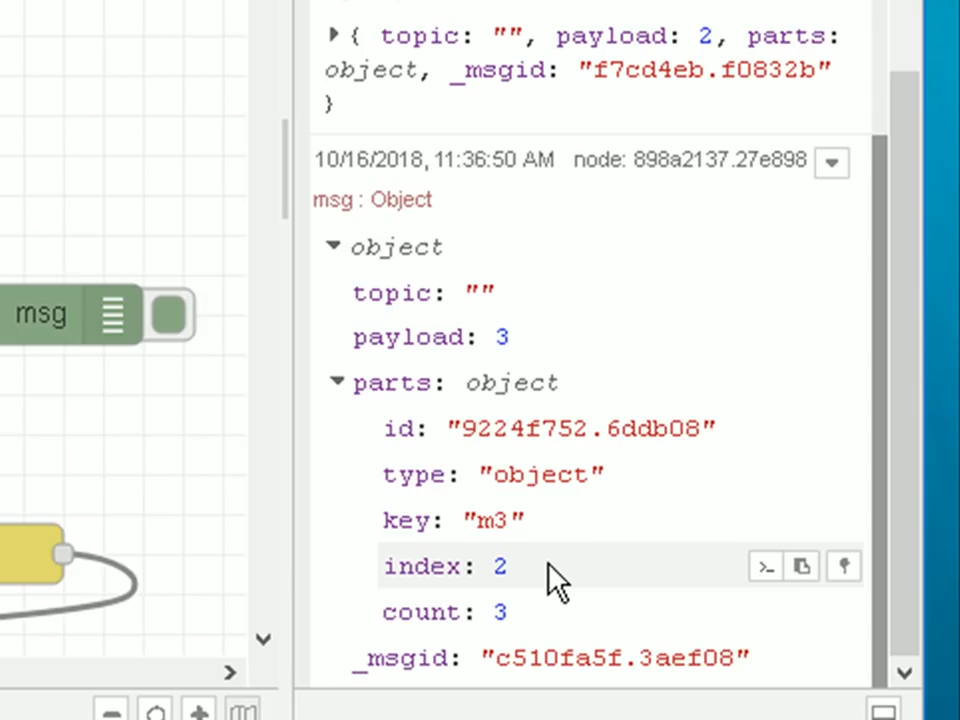 { topic: "", payload: 2, parts:
object, _msgid: "f7cd4eb.f0832b"
}
10/16/2018, 11:36:50 AM node: 898a2137.27e898
msg : Object
object
topic: ""
msg
payload: 3
parts: object
id: "9224f752.6ddb08"
type: "object"
key: "m3"
index: 2
count: 3
_msgid: "c510fa5f.3aef08"